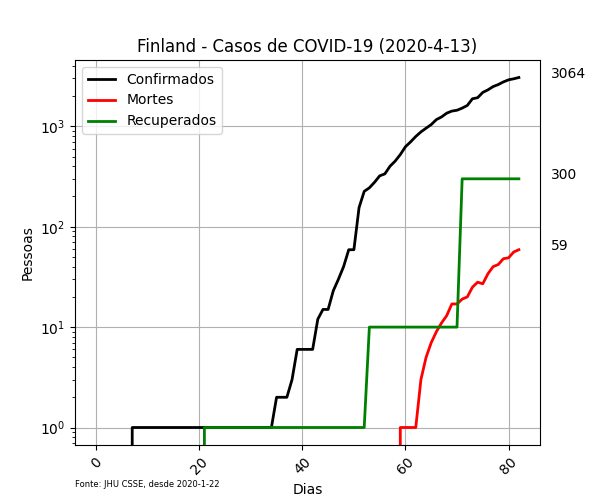 Finland - Casos de COVID-19 (2020-4-13)
Confirmados
Mortes
Recuperados
3064
300
59
Pessoas
10³
10²
10¹
10⁰
0
20
40
60
80
Dias
Fonte: JHU CSSE, desde 2020-1-22